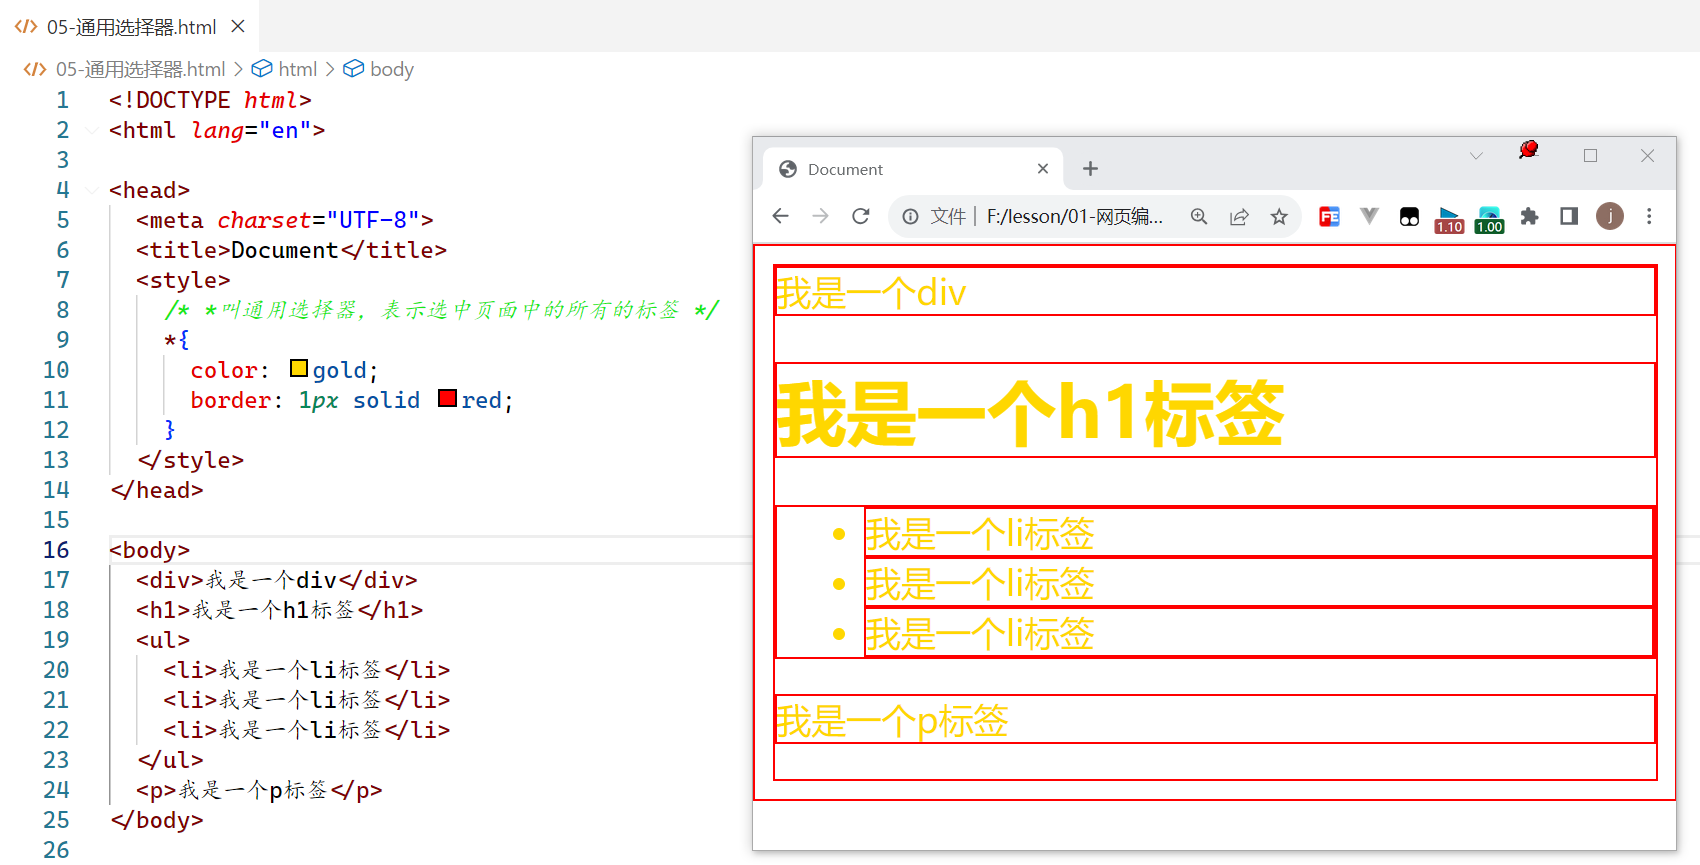 05-通用选择器.html
05-通用选择器.html > html > body
1 <!DOCTYPE html>
2 <html lang="en">
3
4 <head>
5 <meta charset="UTF-8">
6 <title>Document</title>
7 <style>
8 /* *叫通用选择器，表示选中页面中的所有的标签 */
9 *{
10 color: gold;
11 border: 1px solid red;
12 }
13 </style>
14 </head>
15
16 <body>
17 <div>我是一个div</div>
18 <h1>我是一个h1标签</h1>
19 <ul>
20 <li>我是一个li标签</li>
21 <li>我是一个li标签</li>
22 <li>我是一个li标签</li>
23 </ul>
24 <p>我是一个p标签</p>
25 </body>
26
Document
文件 | F:/lesson/01-网页编... FE 1.10 1.00 j
我是一个div
我是一个h1标签
• 我是一个li标签
• 我是一个li标签
• 我是一个li标签
我是一个p标签